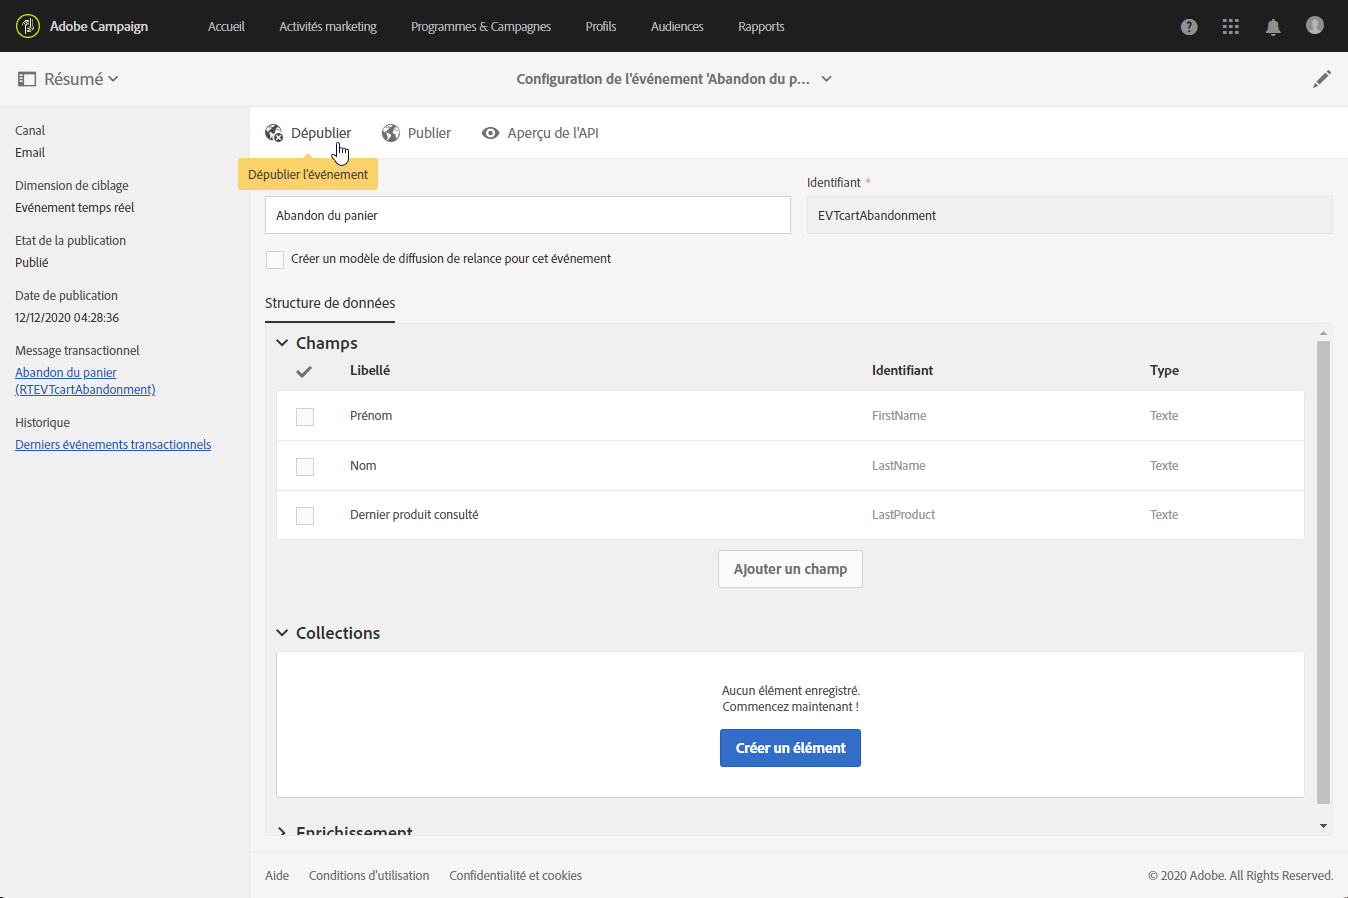 Adobe Campaign Accueil Activités marketing Programmes & Campagnes Profils Audiences Rapports
Résumé Configuration de l'événement 'Abandon du p...
Canal
Email
Dimension de ciblage
Evénement temps réel
Etat de la publication
Publié
Date de publication
12/12/2020 04:28:36
Message transactionnel
Abandon du panier
(RTEVTcartAbandonment)
Historique
Derniers événements transactionnels
Dépublier Publier Aperçu de l'API
Dépublier l'événement
Identifiant *
Abandon du panier EVTcartAbandonment
Créer un modèle de diffusion de relance pour cet événement
Structure de données
Champs
Libellé Identifiant Type
Prénom FirstName Texte
Nom LastName Texte
Dernier produit consulté LastProduct Texte
Ajouter un champ
Collections
Aucun élément enregistré.
Commencez maintenant !
Créer un élément
Enrichissement
Aide Conditions d'utilisation Confidentialité et cookies © 2020 Adobe. All Rights Reserved.